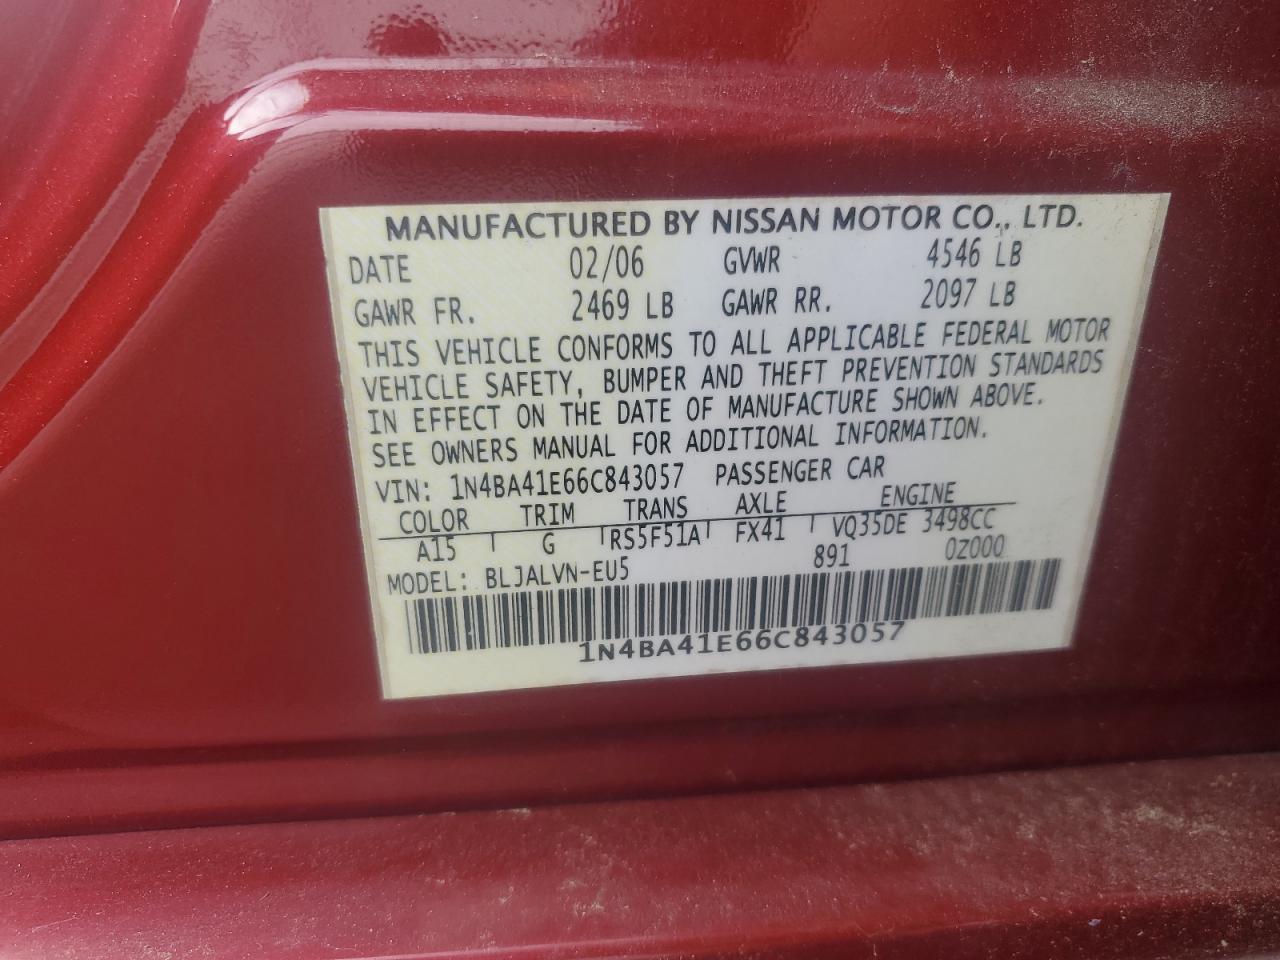 MANUFACTURED BY NISSAN MOTOR CO., LTD.
DATE 02/06 GVWR 4546 LB
GAWR FR. 2469 LB GAWR RR. 2097 LB
THIS VEHICLE CONFORMS TO ALL APPLICABLE FEDERAL MOTOR
VEHICLE SAFETY, BUMPER AND THEFT PREVENTION STANDARDS
IN EFFECT ON THE DATE OF MANUFACTURE SHOWN ABOVE.
SEE OWNERS MANUAL FOR ADDITIONAL INFORMATION.
VIN: 1N4BA41E66C843057 PASSENGER CAR
COLOR TRIM TRANS AXLE ENGINE
A15 G RS5F51A FX41 VQ35DE 3498CC
MODEL: BLJALVN-EU5 891 0Z000
1N4BA41E66C843057